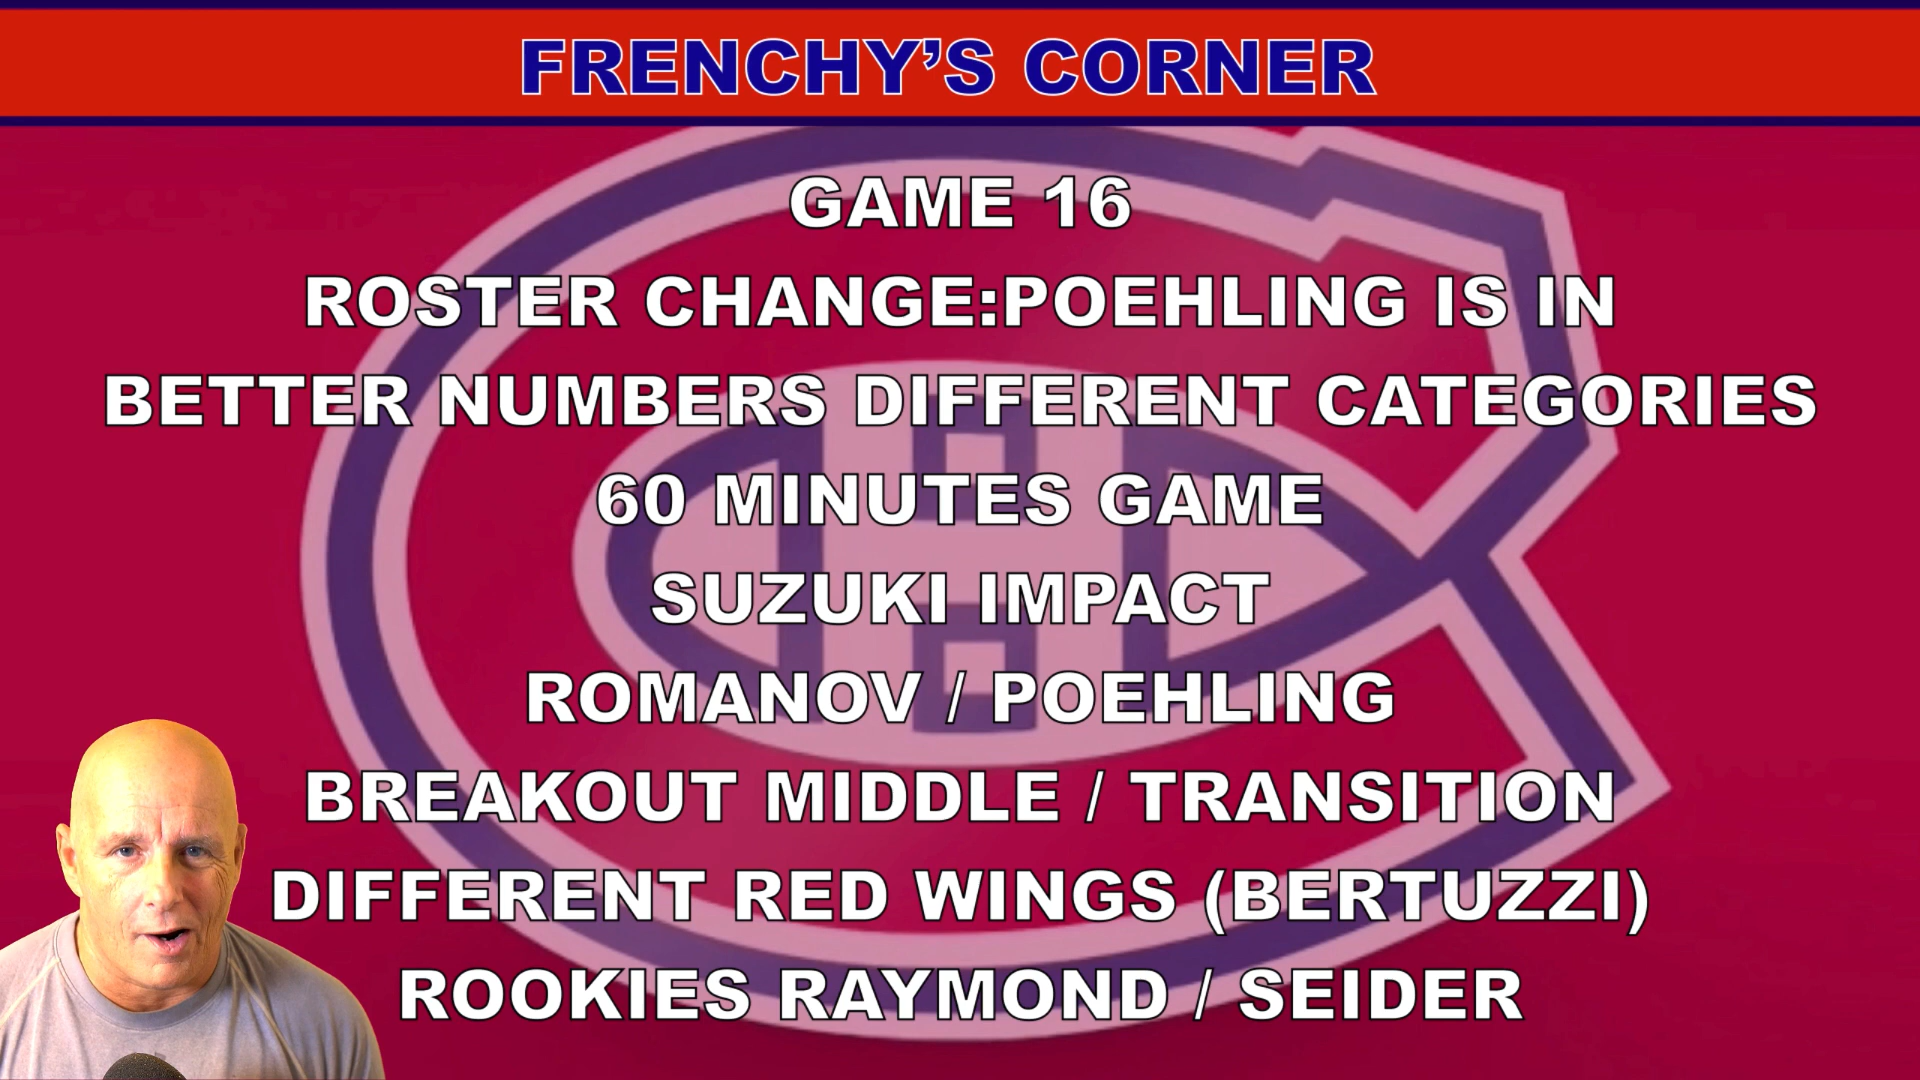 FRENCHY’S CORNER
GAME 16
ROSTER CHANGE:POEHLING IS IN
BETTER NUMBERS DIFFERENT CATEGORIES
60 MINUTES GAME
SUZUKI IMPACT
ROMANOV / POEHLING
BREAKOUT MIDDLE / TRANSITION
DIFFERENT RED WINGS (BERTUZZI)
ROOKIES RAYMOND / SEIDER